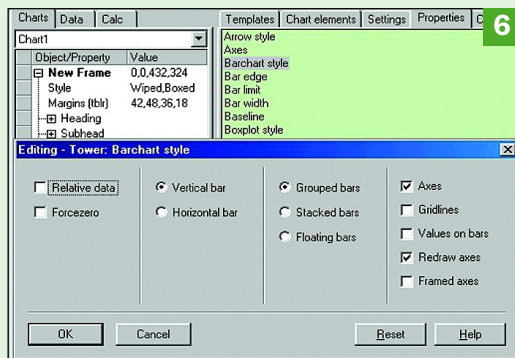 Charts Data Calc
Chart1
Object/Property Value
New Frame 0,0,432,324
Style Wiped,Boxed
Margins (tblr) 42,48,36,18
Heading
Subhead
Templates Chart elements Settings Properties C
6
Arrow style
Axes
Barchart style
Bar edge
Bar limit
Bar width
Baseline
Boxplot style
Editing - Tower: Barchart style
Relative data
Forcezero
Vertical bar
Horizontal bar
Grouped bars
Stacked bars
Floating bars
Axes
Gridlines
Values on bars
Redraw axes
Framed axes
OK Cancel Reset Help